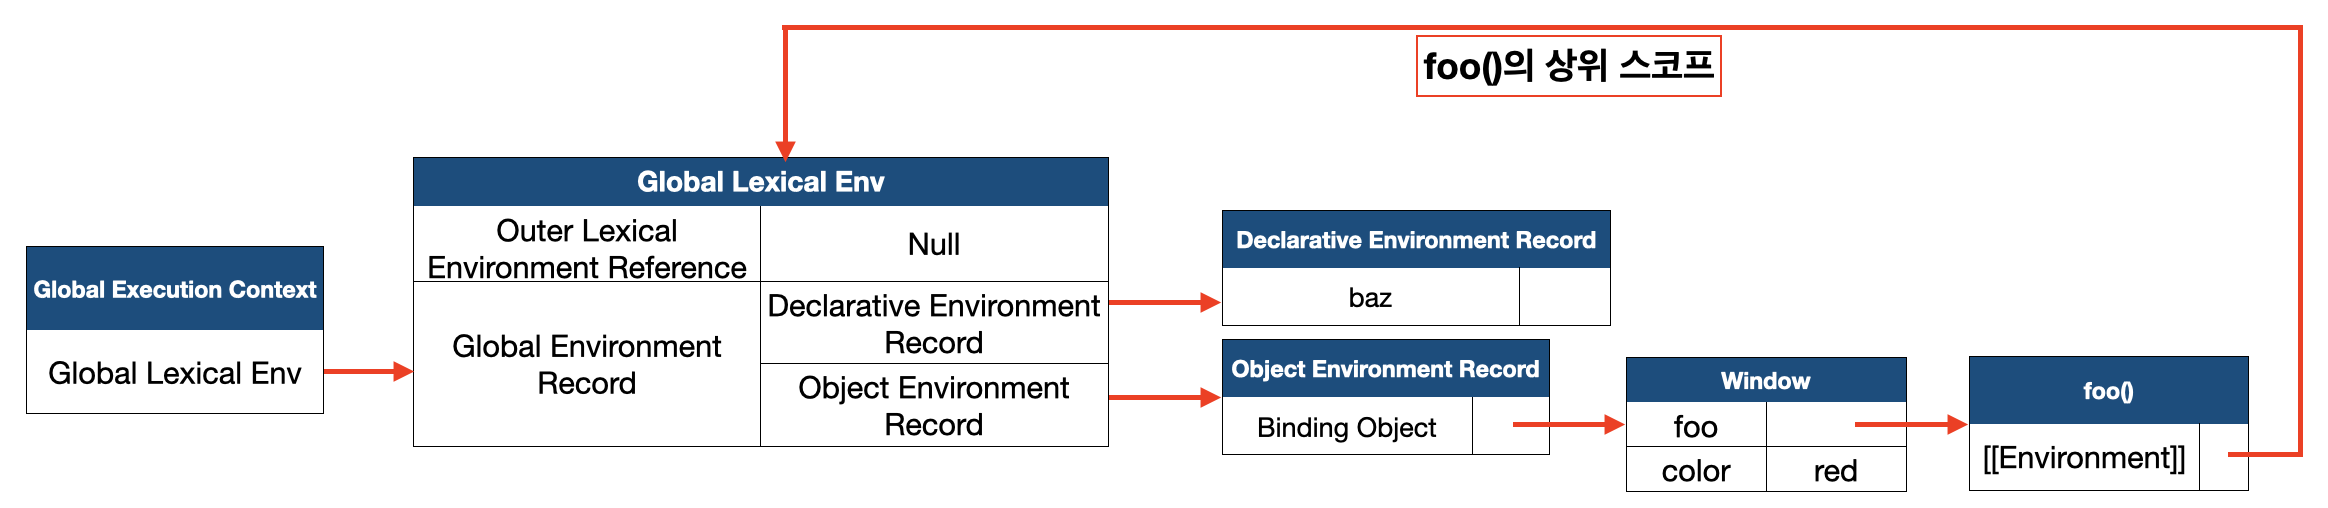 foo()의 상위 스코프
Global Execution Context
Global Lexical Env
Global Lexical Env
Outer Lexical
Environment Reference
Null
Global Environment
Record
Declarative Environment
Record
Object Environment
Record
Declarative Environment Record
baz
Object Environment Record
Binding Object
Window
foo
color
red
foo()
[[Environment]]